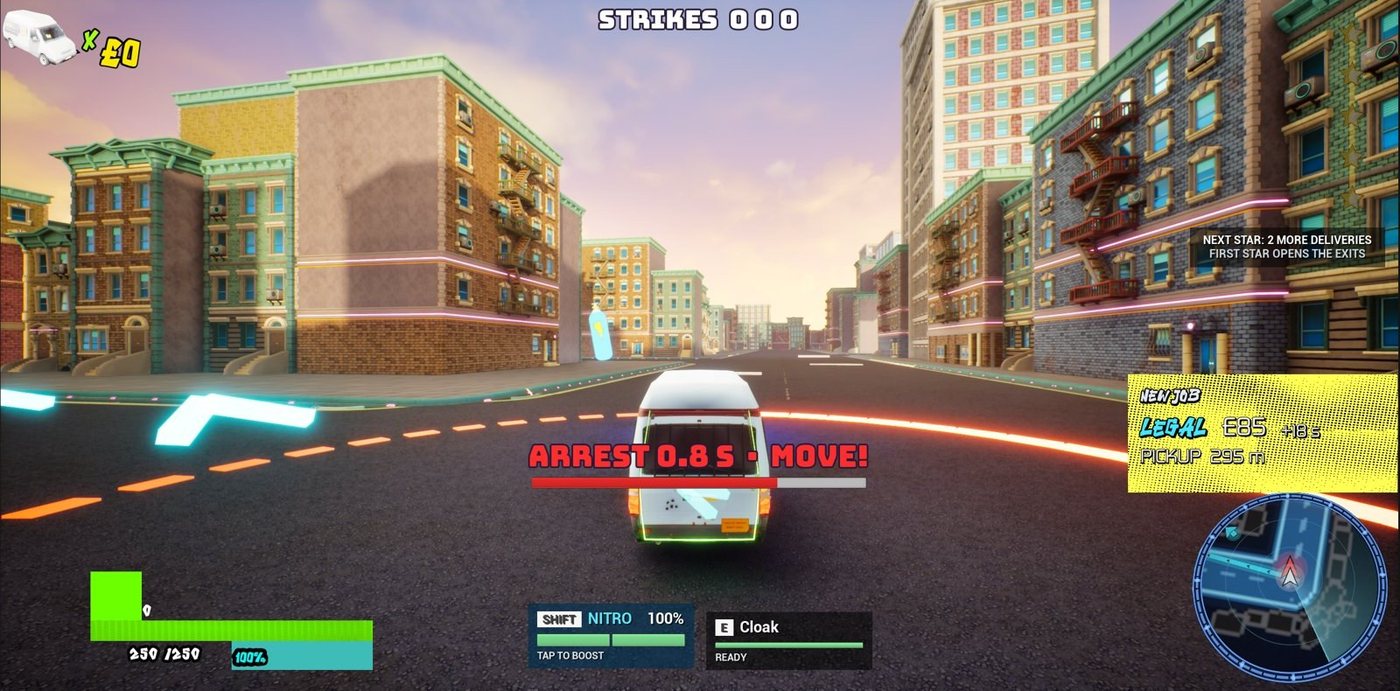 STRIKES 0 0 0
X £0
NEXT STAR: 2 MORE DELIVERIES
FIRST STAR OPENS THE EXITS
NEW JOB
LEGAL £85 +18 s
PICKUP 295 m
ARREST 0.8 S · MOVE!
0
250 /250
100%
SHIFT NITRO 100%
TAP TO BOOST
E Cloak
READY